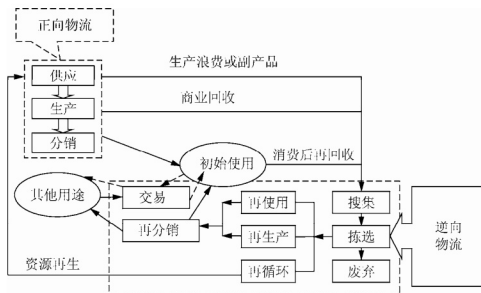 正向物流
供应
生产
分销
生产浪费或副产品
商业回收
初始使用
消费后再回收
其他用途
交易
再分销
再使用
再生产
再循环
搜集
拣选
废弃
逆向
物流
资源再生